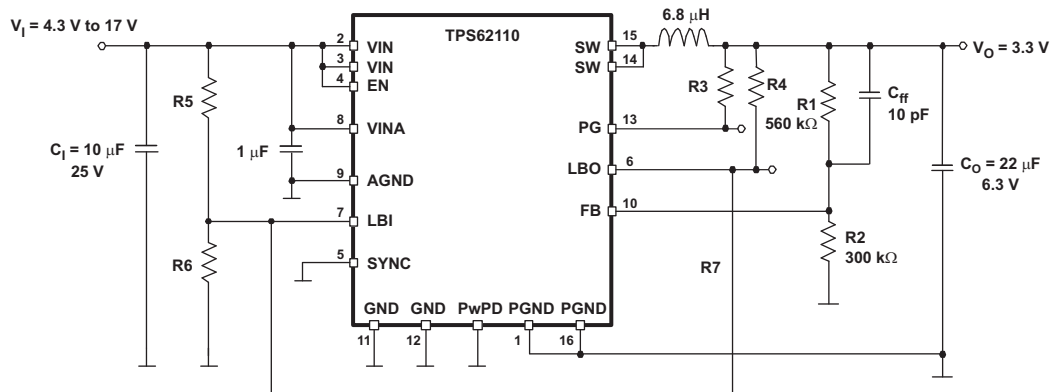 V_I = 4.3 V to 17 V
TPS62110
6.8 μH
V_O = 3.3 V
2
VIN
SW
15
3
VIN
SW
14
4
EN
R5
R3
R4
R1
560 kΩ
C_ff
10 pF
8
VINA
PG
13
C_I = 10 μF
25 V
1 μF
LBO
6
C_O = 22 μF
6.3 V
9
AGND
7
LBI
FB
10
R6
R2
300 kΩ
5
SYNC
R7
GND
GND
PwPD
PGND
PGND
11
12
1
16